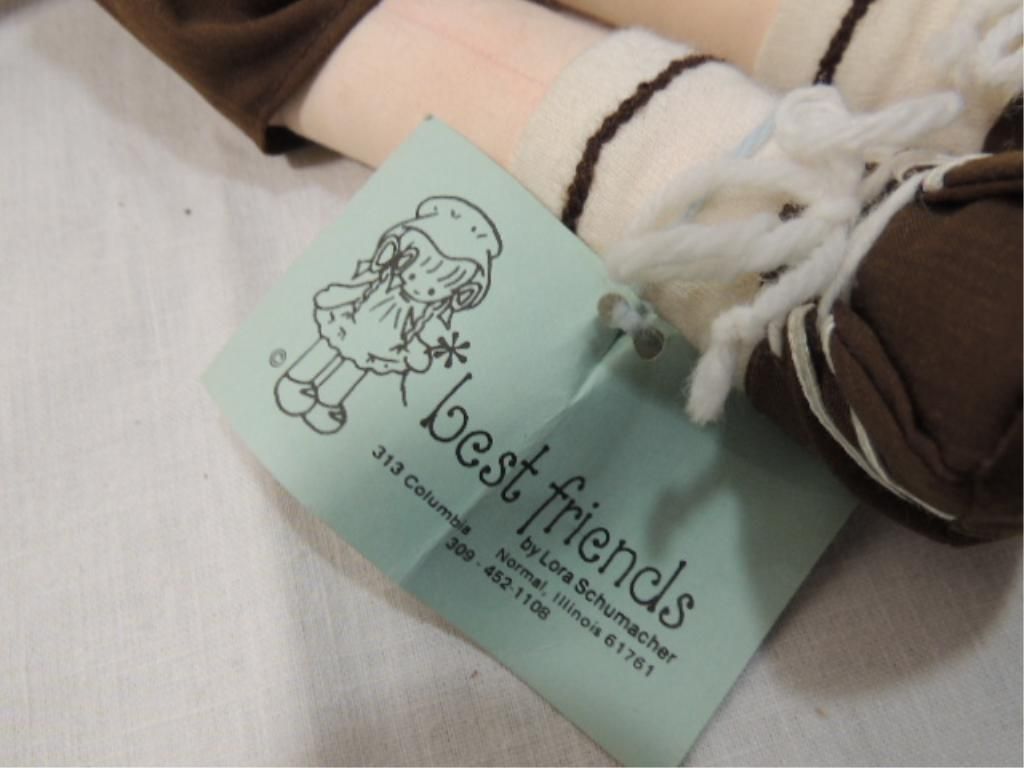 ©
best friends
by Lora Schumacher
313 Columbia Normal, Illinois 61761
309 - 452-1108